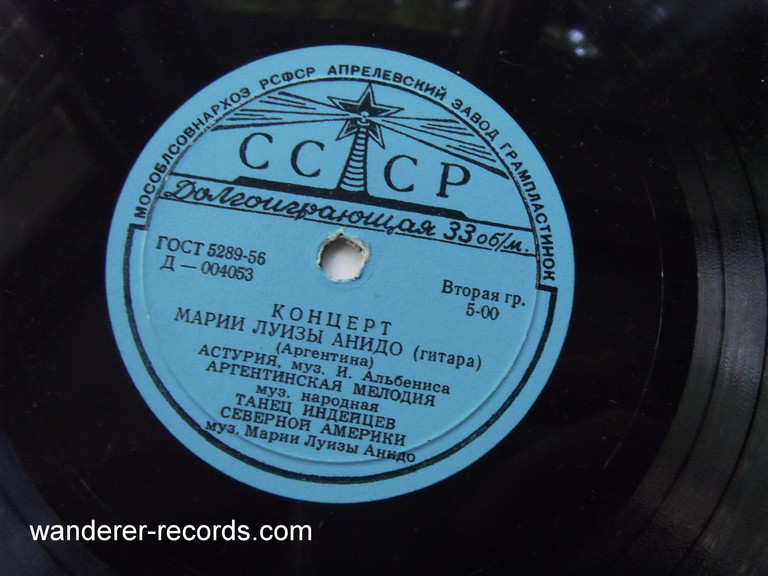 МОСОБЛСОВНАРХОЗ РСФСР АПРЕЛЕВСКИЙ ЗАВОД ГРАМПЛАСТИНОК
СССР
Долгоиграющая 33 об/м.
ГОСТ 5289-56
Д — 004053
Вторая гр.
5-00
КОНЦЕРТ
МАРИИ ЛУИЗЫ АНИДО (гитара)
(Аргентина)
АСТУРИЯ, муз. И. Альбениса
АРГЕНТИНСКАЯ МЕЛОДИЯ
муз. народная
ТАНЕЦ ИНДЕЙЦЕВ
СЕВЕРНОЙ АМЕРИКИ
муз. Марии Луизы Анидо
wanderer-records.com